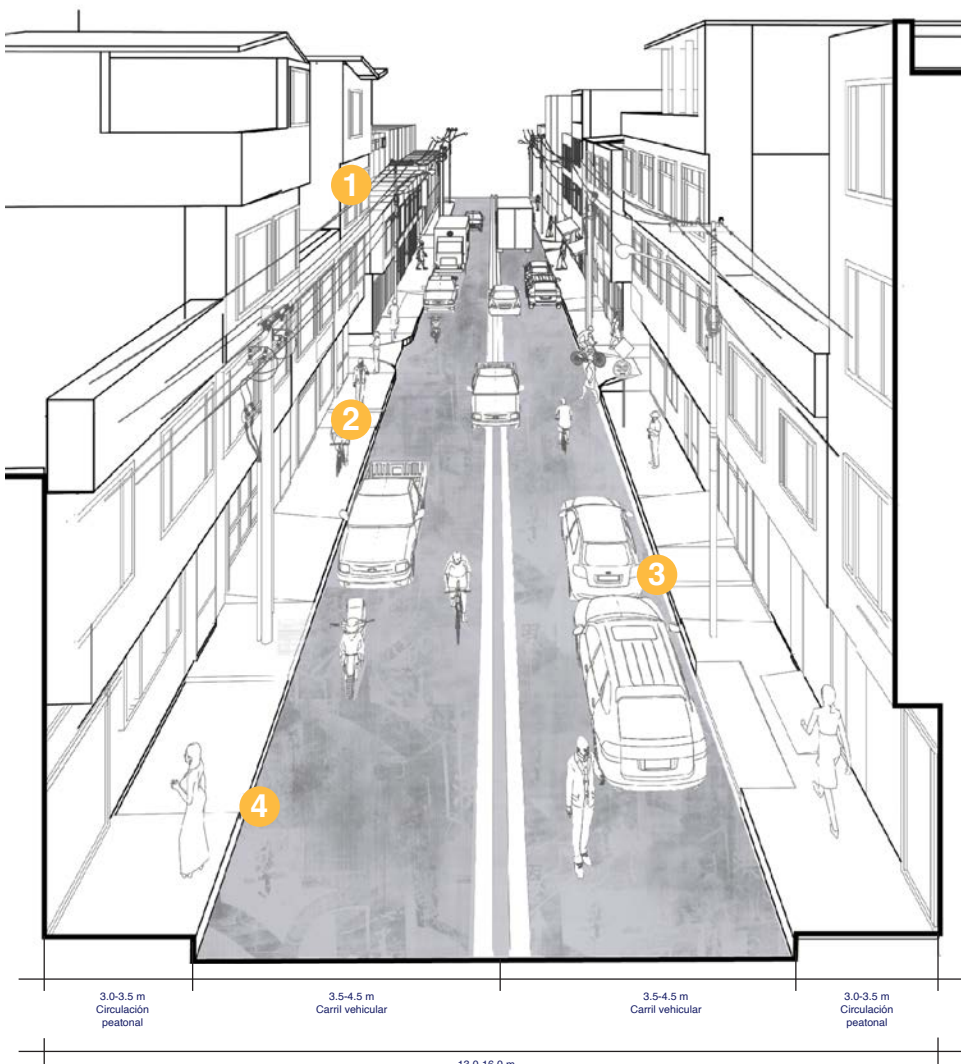 1
2
3
4
3.0-3.5 m
Circulación
peatonal
3.5-4.5 m
Carril vehicular
3.5-4.5 m
Carril vehicular
3.0-3.5 m
Circulación
peatonal
13.0-16.0 m